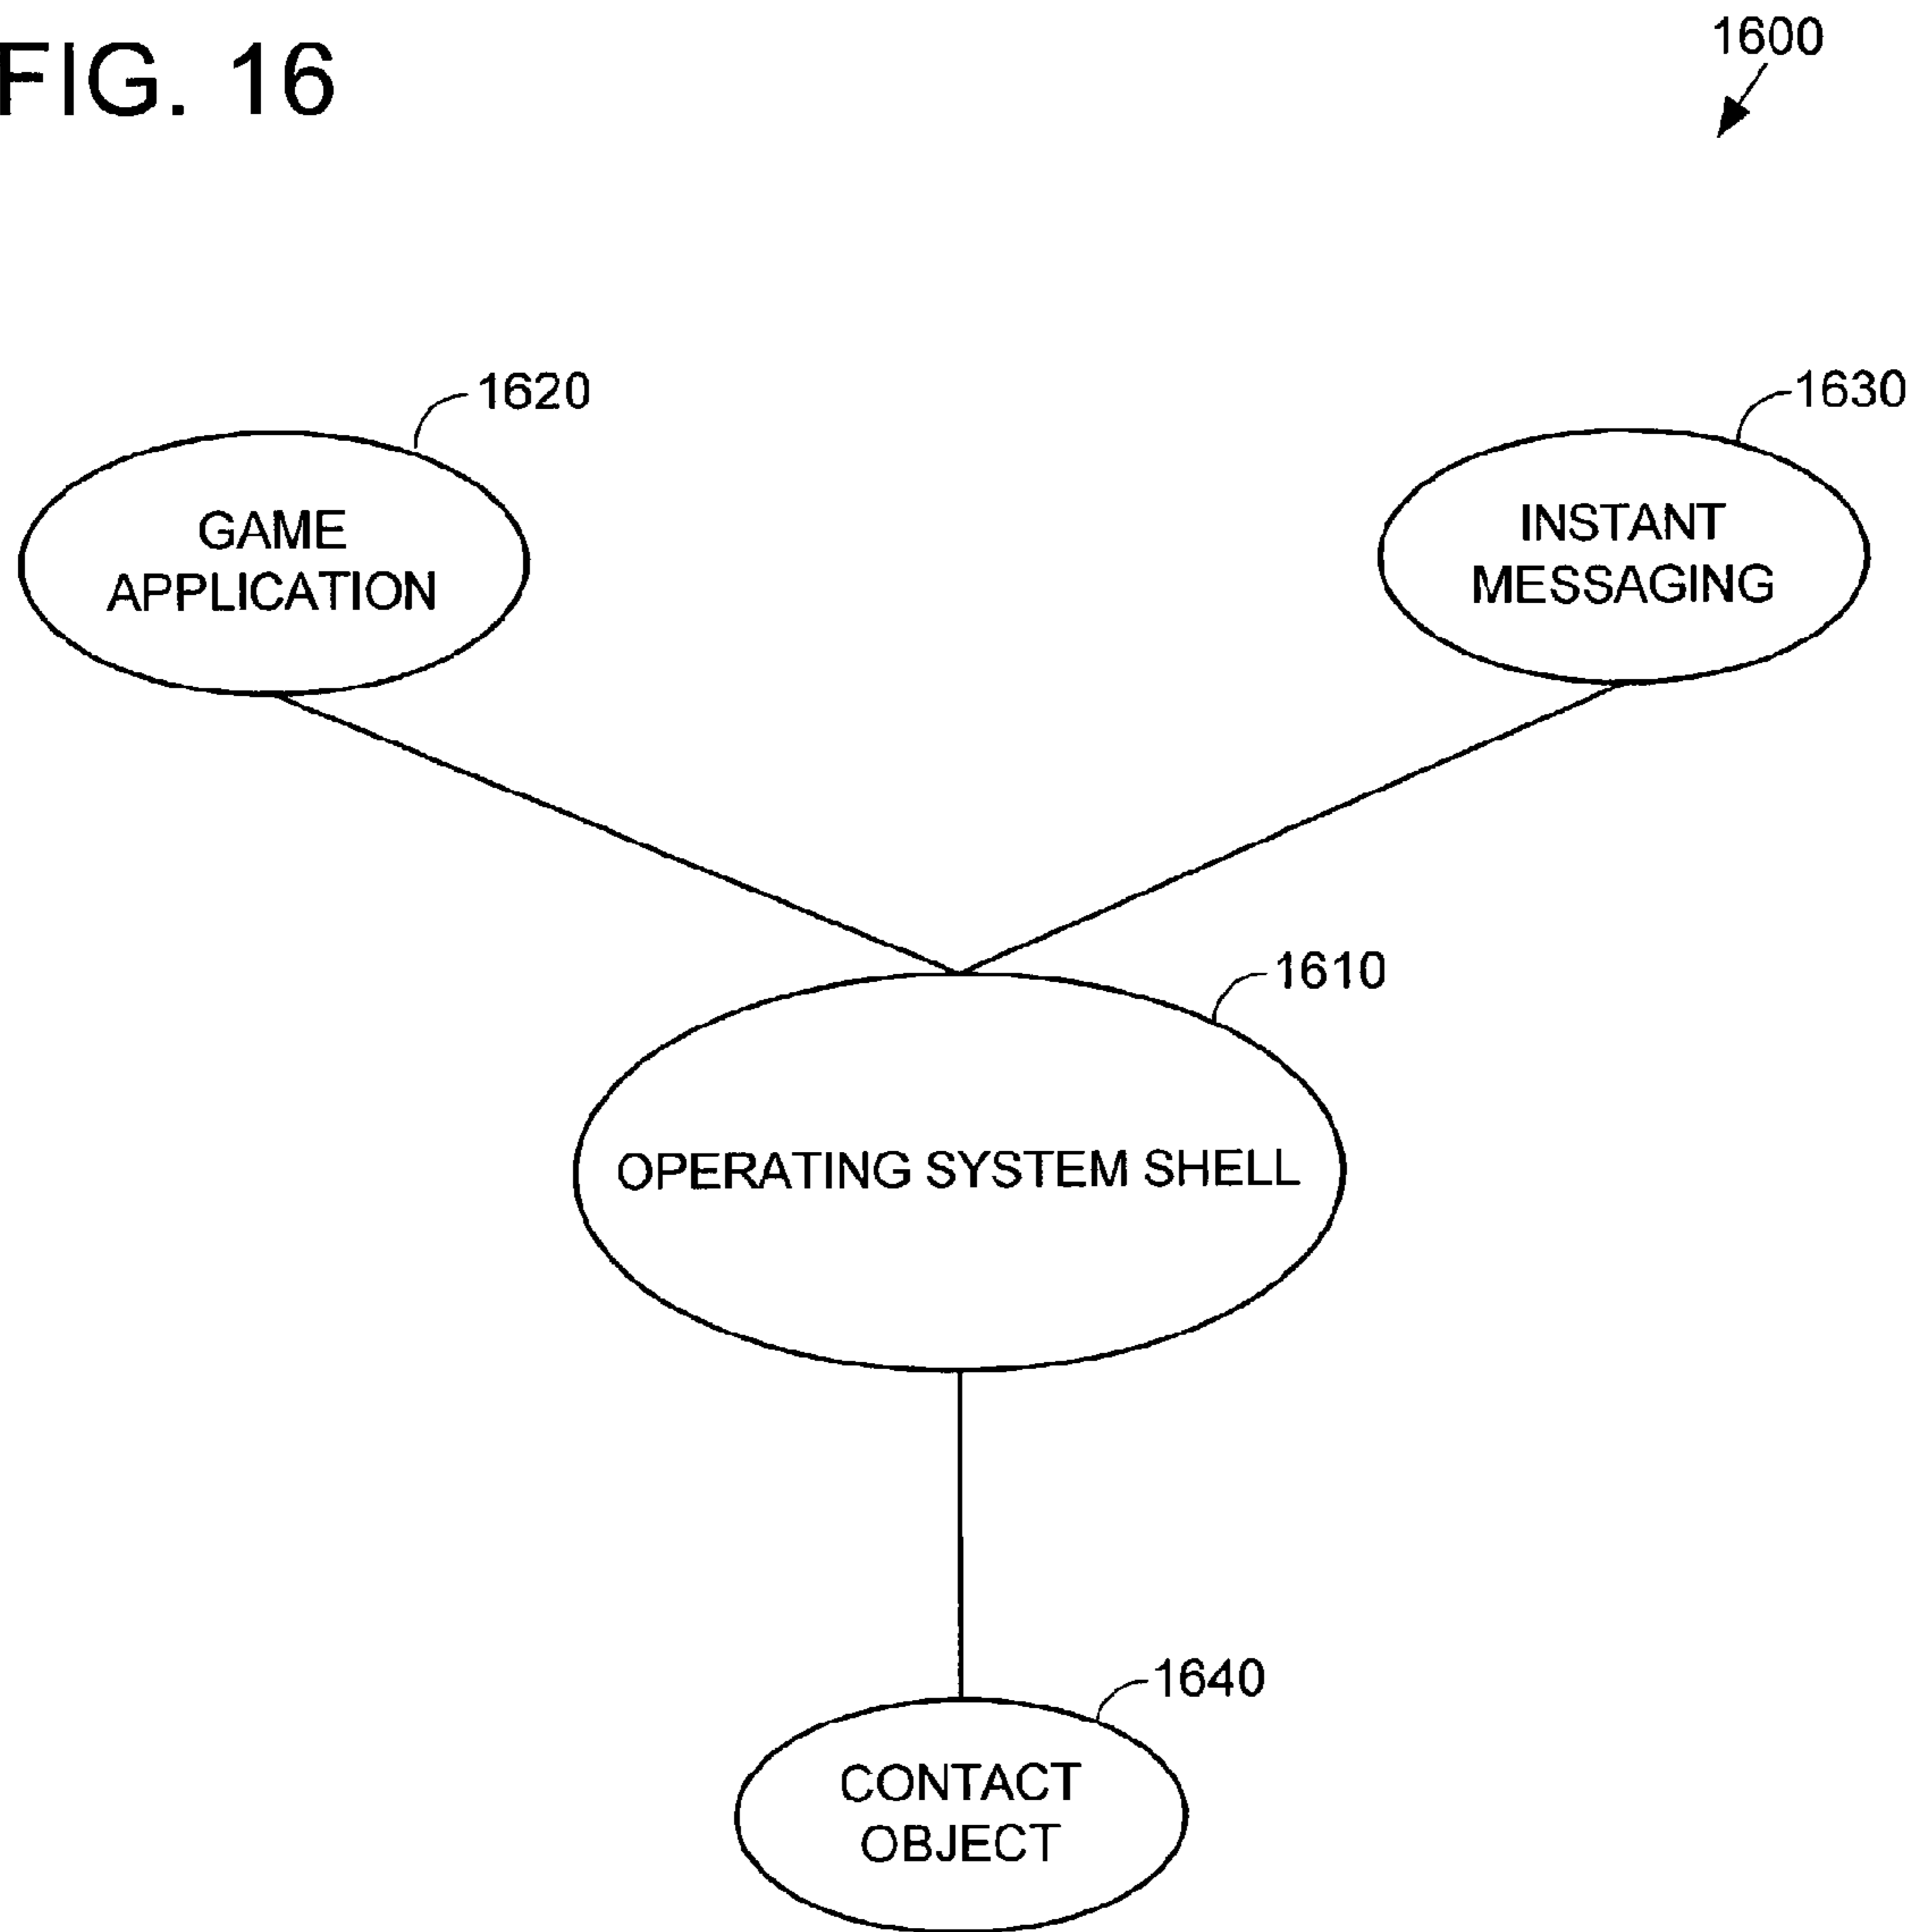 FIG. 16
1600
1620
1630
GAME
APPLICATION
INSTANT
MESSAGING
1610
OPERATING SYSTEM SHELL
1640
CONTACT
OBJECT